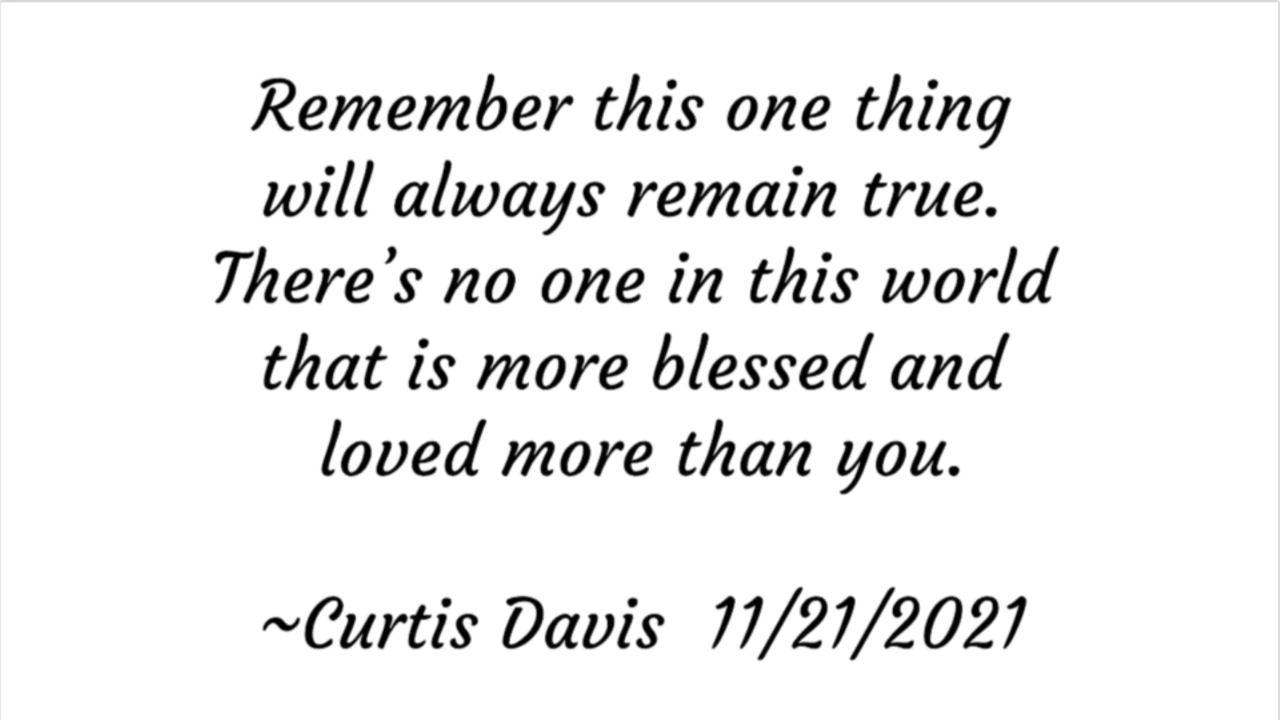 Remember this one thing
will always remain true.
There’s no one in this world
that is more blessed and
loved more than you.
~Curtis Davis 11/21/2021